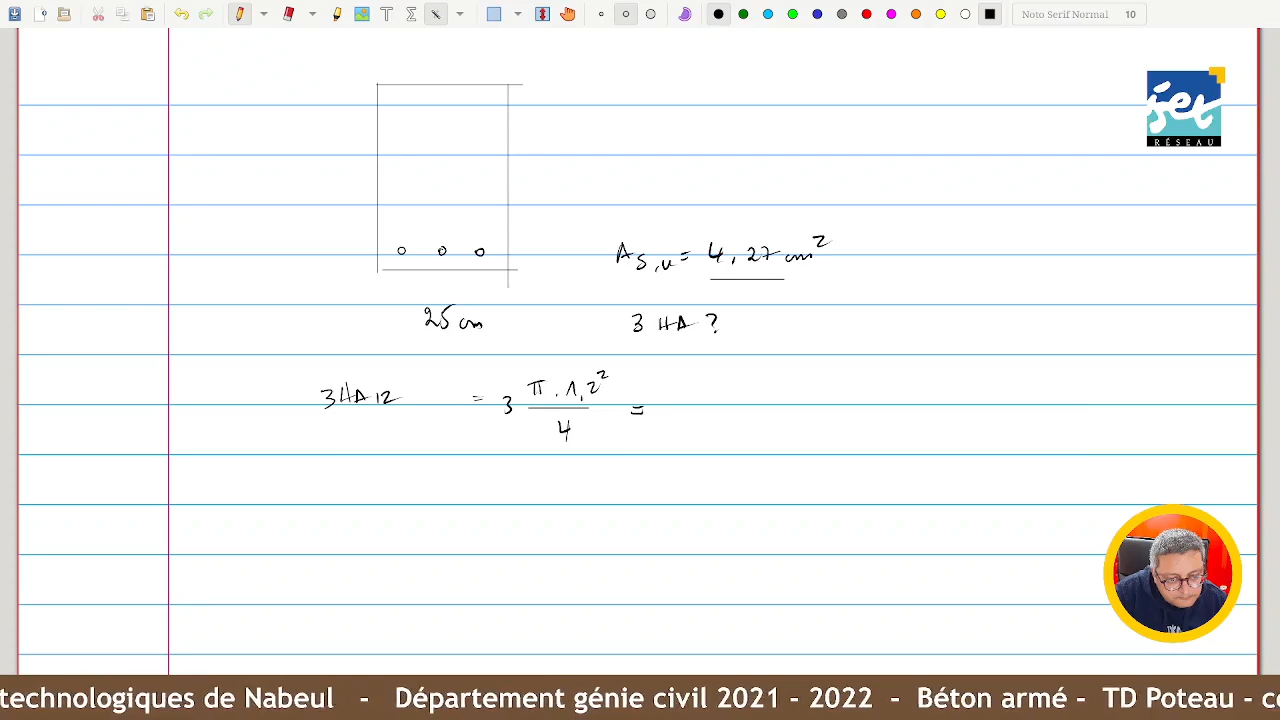 Noto Serif Normal 10
iset
RÉSEAU
A s,u = 4,27 cm²
25 cm
3 HA ?
3HA12 = 3 π . 1,2² / 4 =
technologiques de Nabeul - Département génie civil 2021 - 2022 - Béton armé - TD Poteau - c